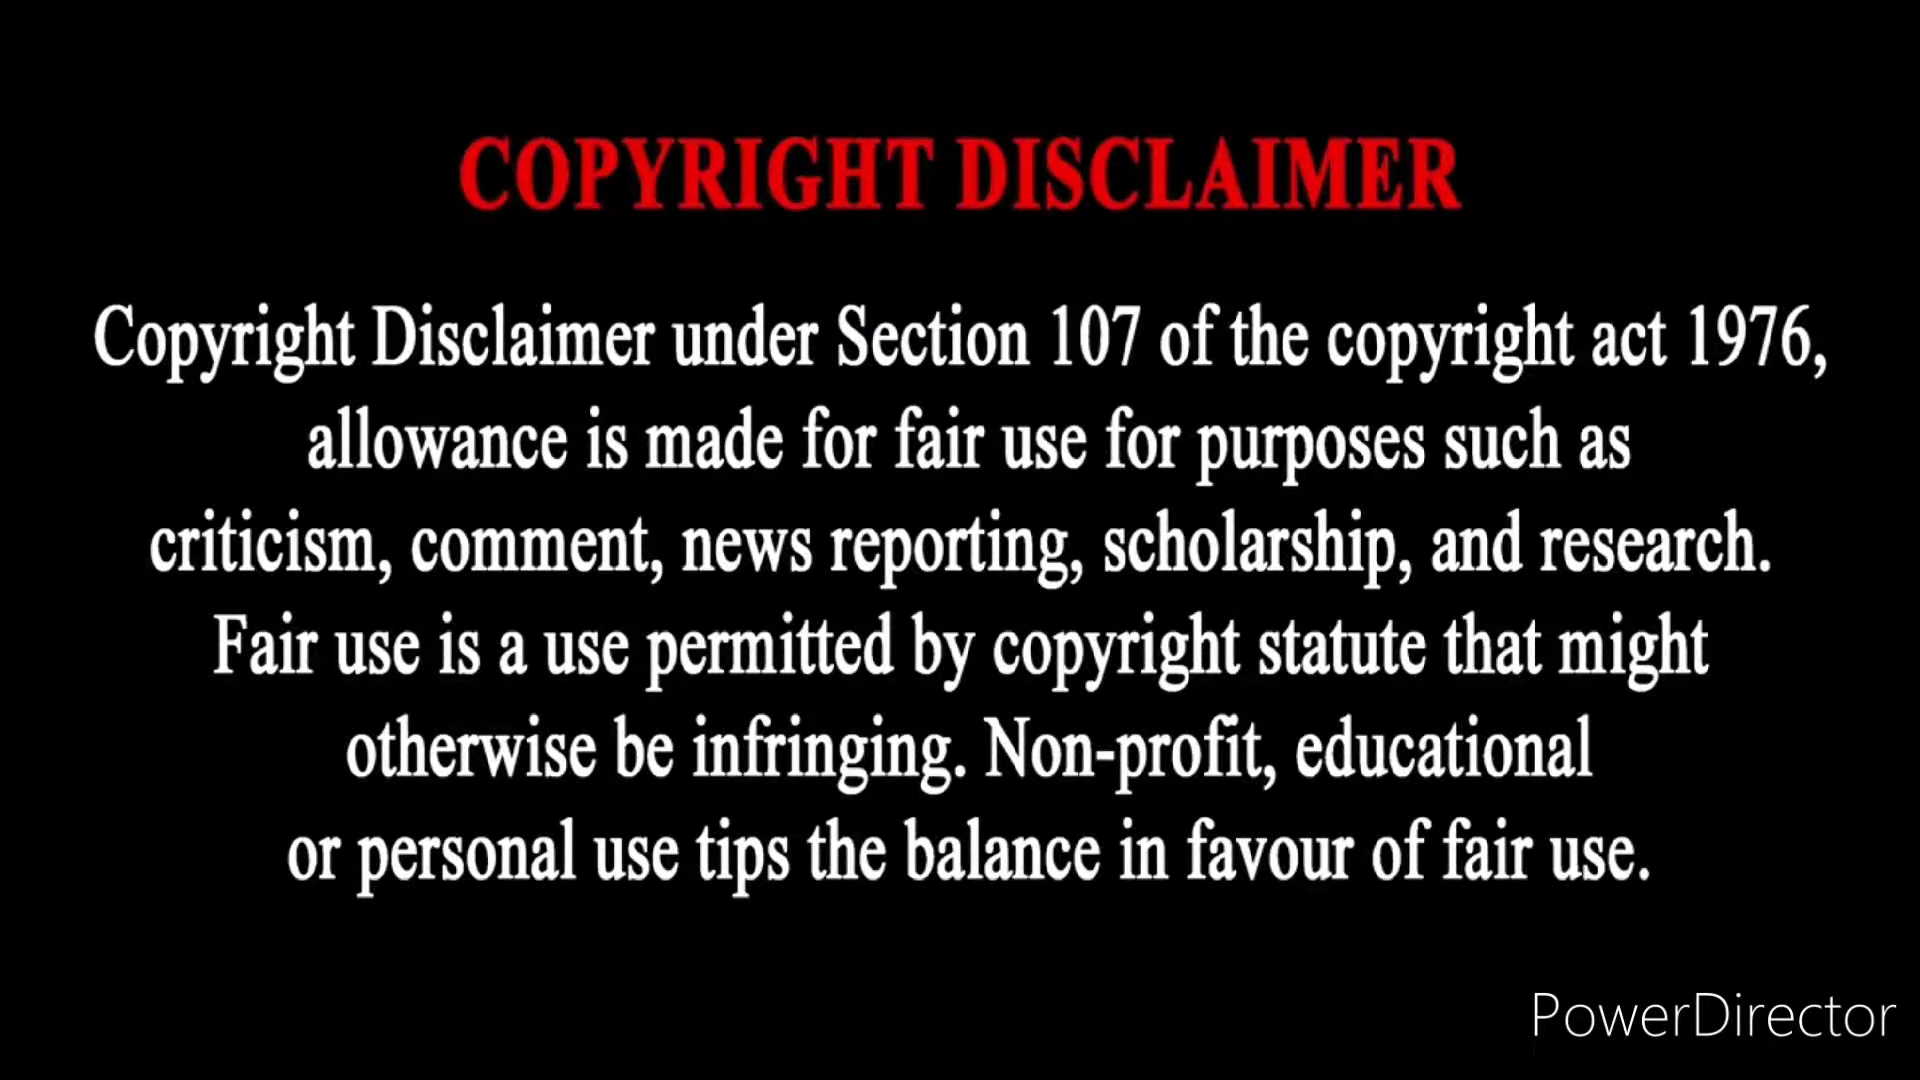 COPYRIGHT DISCLAIMER
Copyright Disclaimer under Section 107 of the copyright act 1976,
allowance is made for fair use for purposes such as
criticism, comment, news reporting, scholarship, and research.
Fair use is a use permitted by copyright statute that might
otherwise be infringing. Non-profit, educational
or personal use tips the balance in favour of fair use.
PowerDirector